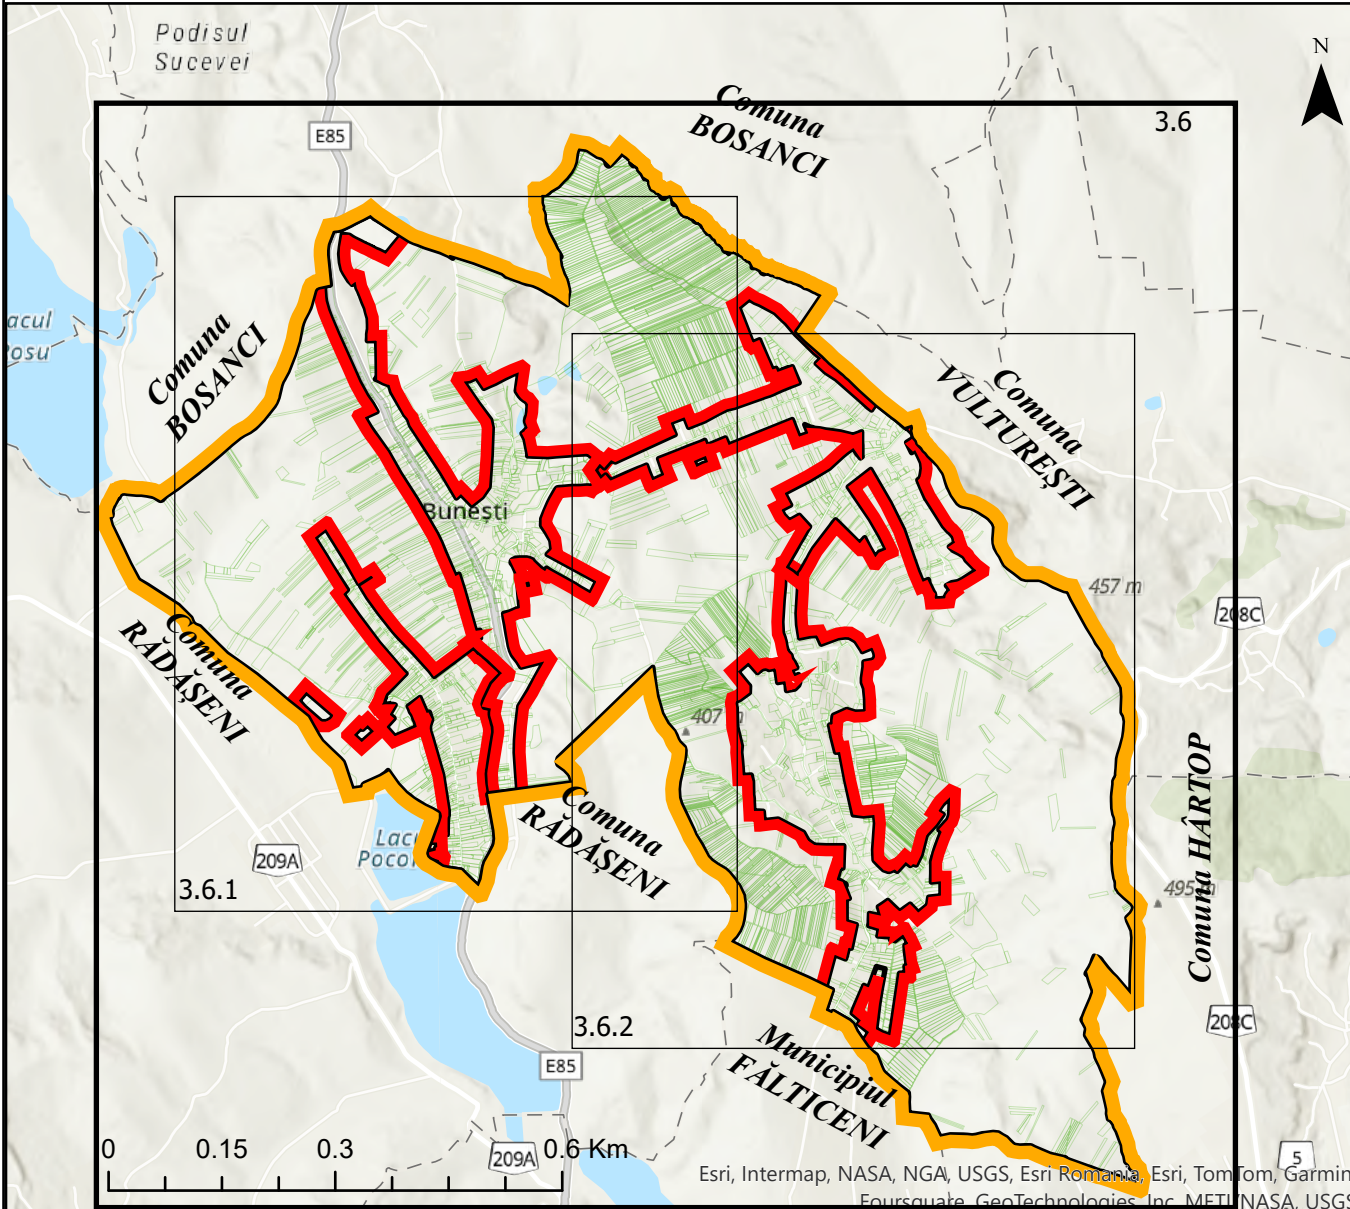 Podisul
Sucevei
N
Comuna
BOSANCI
3.6
E85
acul
osu
Comuna
BOSANCI
Comuna
VULTUREȘTI
Bunești
457 m
208C
Comuna
RĂDĂȘENI
407 m
Comuna HÂRTOP
Comuna
RĂDĂȘENI
Lacu
Poco
209A
3.6.1
495 m
208C
3.6.2
Municipiul
FĂLTICENI
E85
0 0.15 0.3 0.6 Km
209A
5
Esri, Intermap, NASA, NGA, USGS, Esri Romania, Esri, TomTom, Garmin
Foursquare, GeoTechnologies, Inc, METI/NASA, USGS